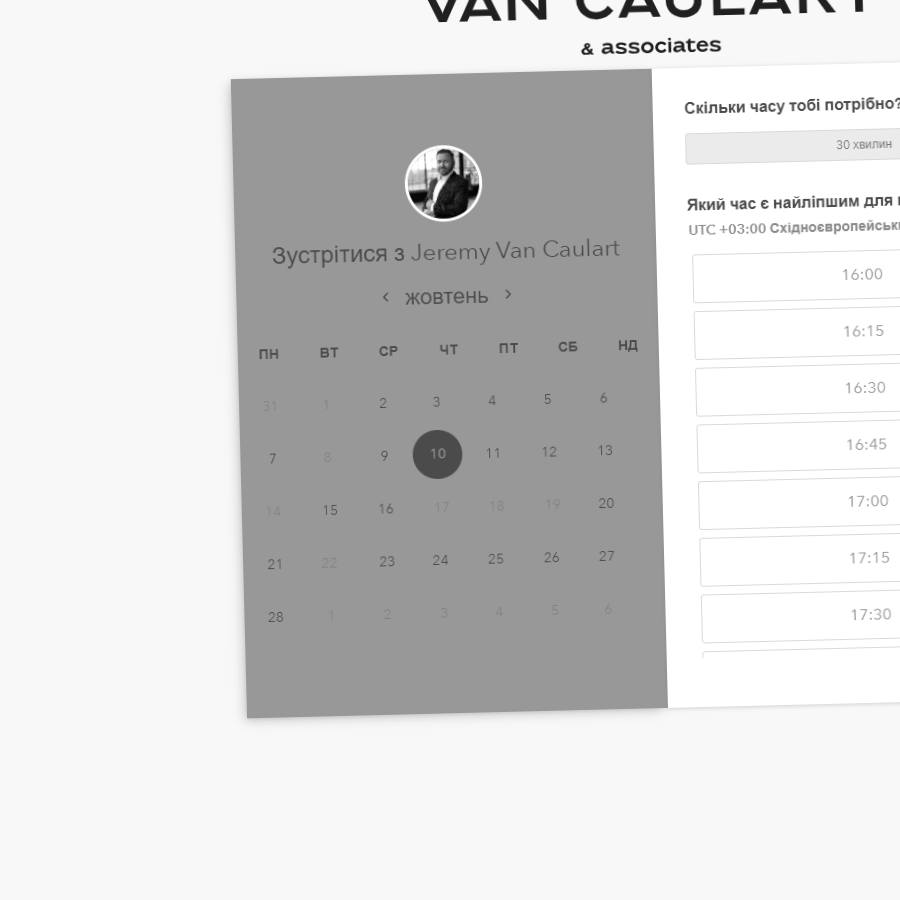 VAN CAULART
& associates
Зустрітися з Jeremy Van Caulart
‹ жовтень ›
ПН ВТ СР ЧТ ПТ СБ НД
31 1 2 3 4 5 6
7 8 9 10 11 12 13
14 15 16 17 18 19 20
21 22 23 24 25 26 27
28 1 2 3 4 5 6
Скільки часу тобі потрібно?
30 хвилин
Який час є найліпшим для
UTC +03:00
16:00
16:15
16:30
16:45
17:00
17:15
17:30